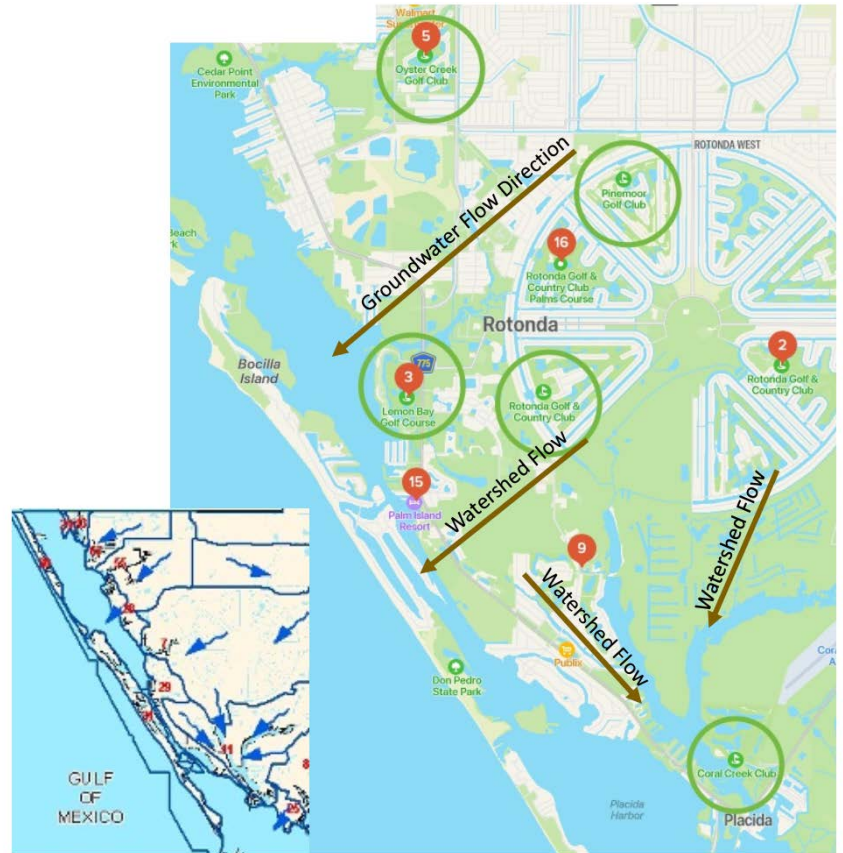 Walmart
5
Oyster Creek
Golf Club
Cedar Point
Environmental
Park
ROTONDA WEST
Groundwater Flow Direction
Pinemoor
Golf Club
Beach
16
Rotonda Golf &
Country Club
Palms Course
Rotonda
Bocilla
Island
775
3
Lemon Bay
Golf Course
2
Rotonda Golf &
Country Club
Rotonda Golf &
Country Club
Watershed Flow
15
Palm Island
Resort
Watershed Flow
9
Watershed Flow
Publix
Don Pedro
State Park
Coral Creek Club
Placida
Harbor
Placida
7
29
11
8
GULF
OF
MEXICO